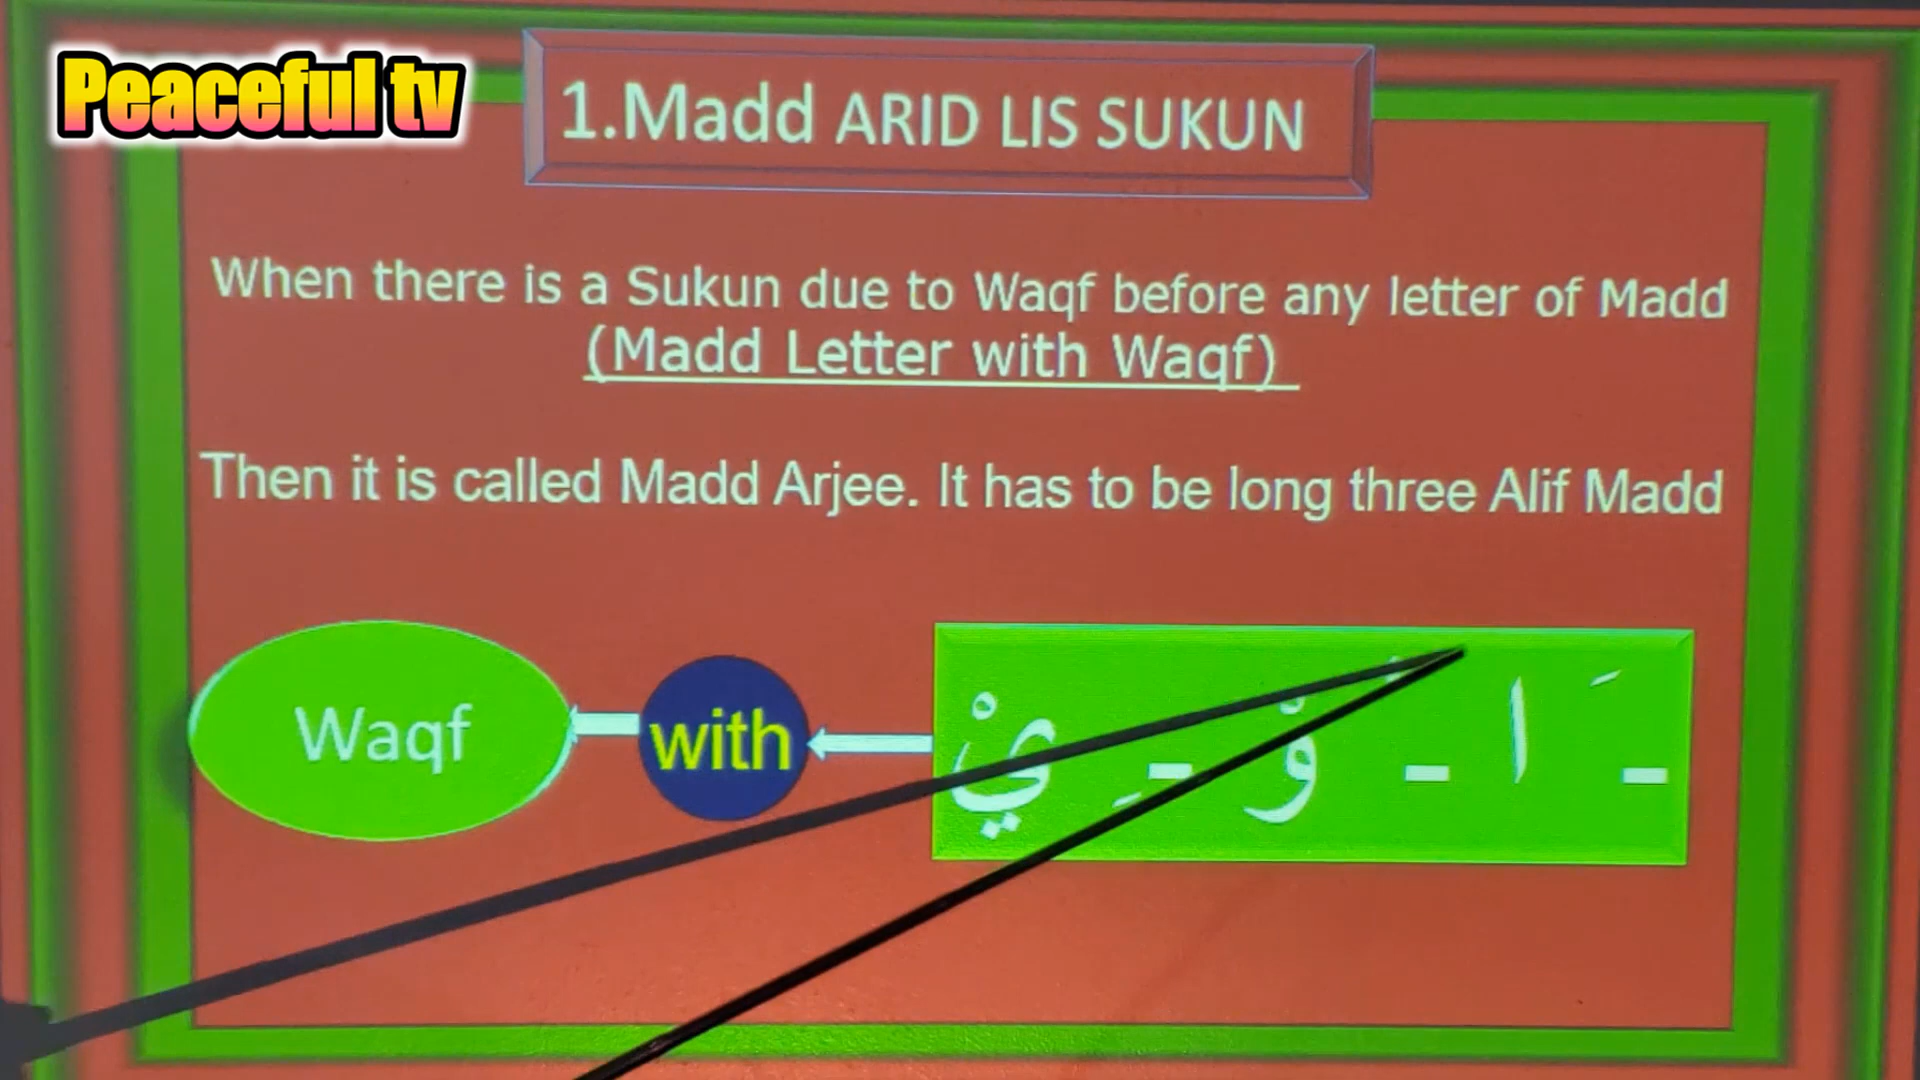 Peaceful tv
1.Madd ARID LIS SUKUN
When there is a Sukun due to Waqf before any letter of Madd
(Madd Letter with Waqf)
Then it is called Madd Arjee. It has to be long three Alif Madd
Waqf with ـَ ا ـُ وْ ـِ يْ